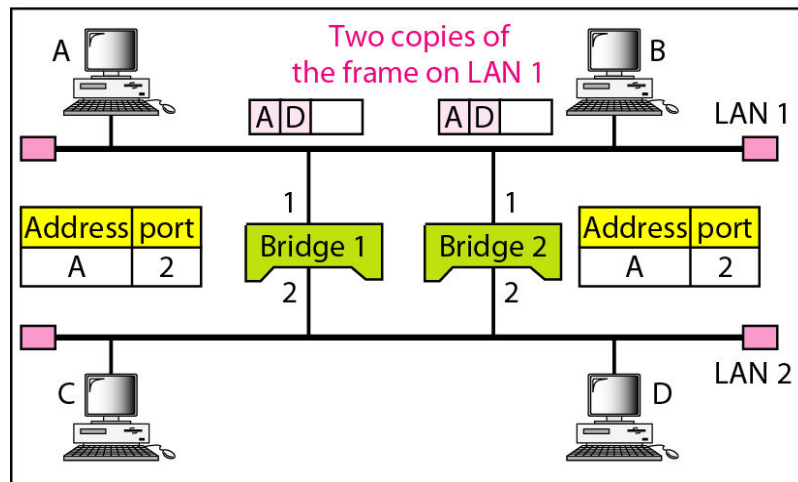 Two copies of
the frame on LAN 1
A
B
A D
A D
LAN 1
1
1
Address port
A 2
Bridge 1
Bridge 2
Address port
A 2
2
2
C
D
LAN 2